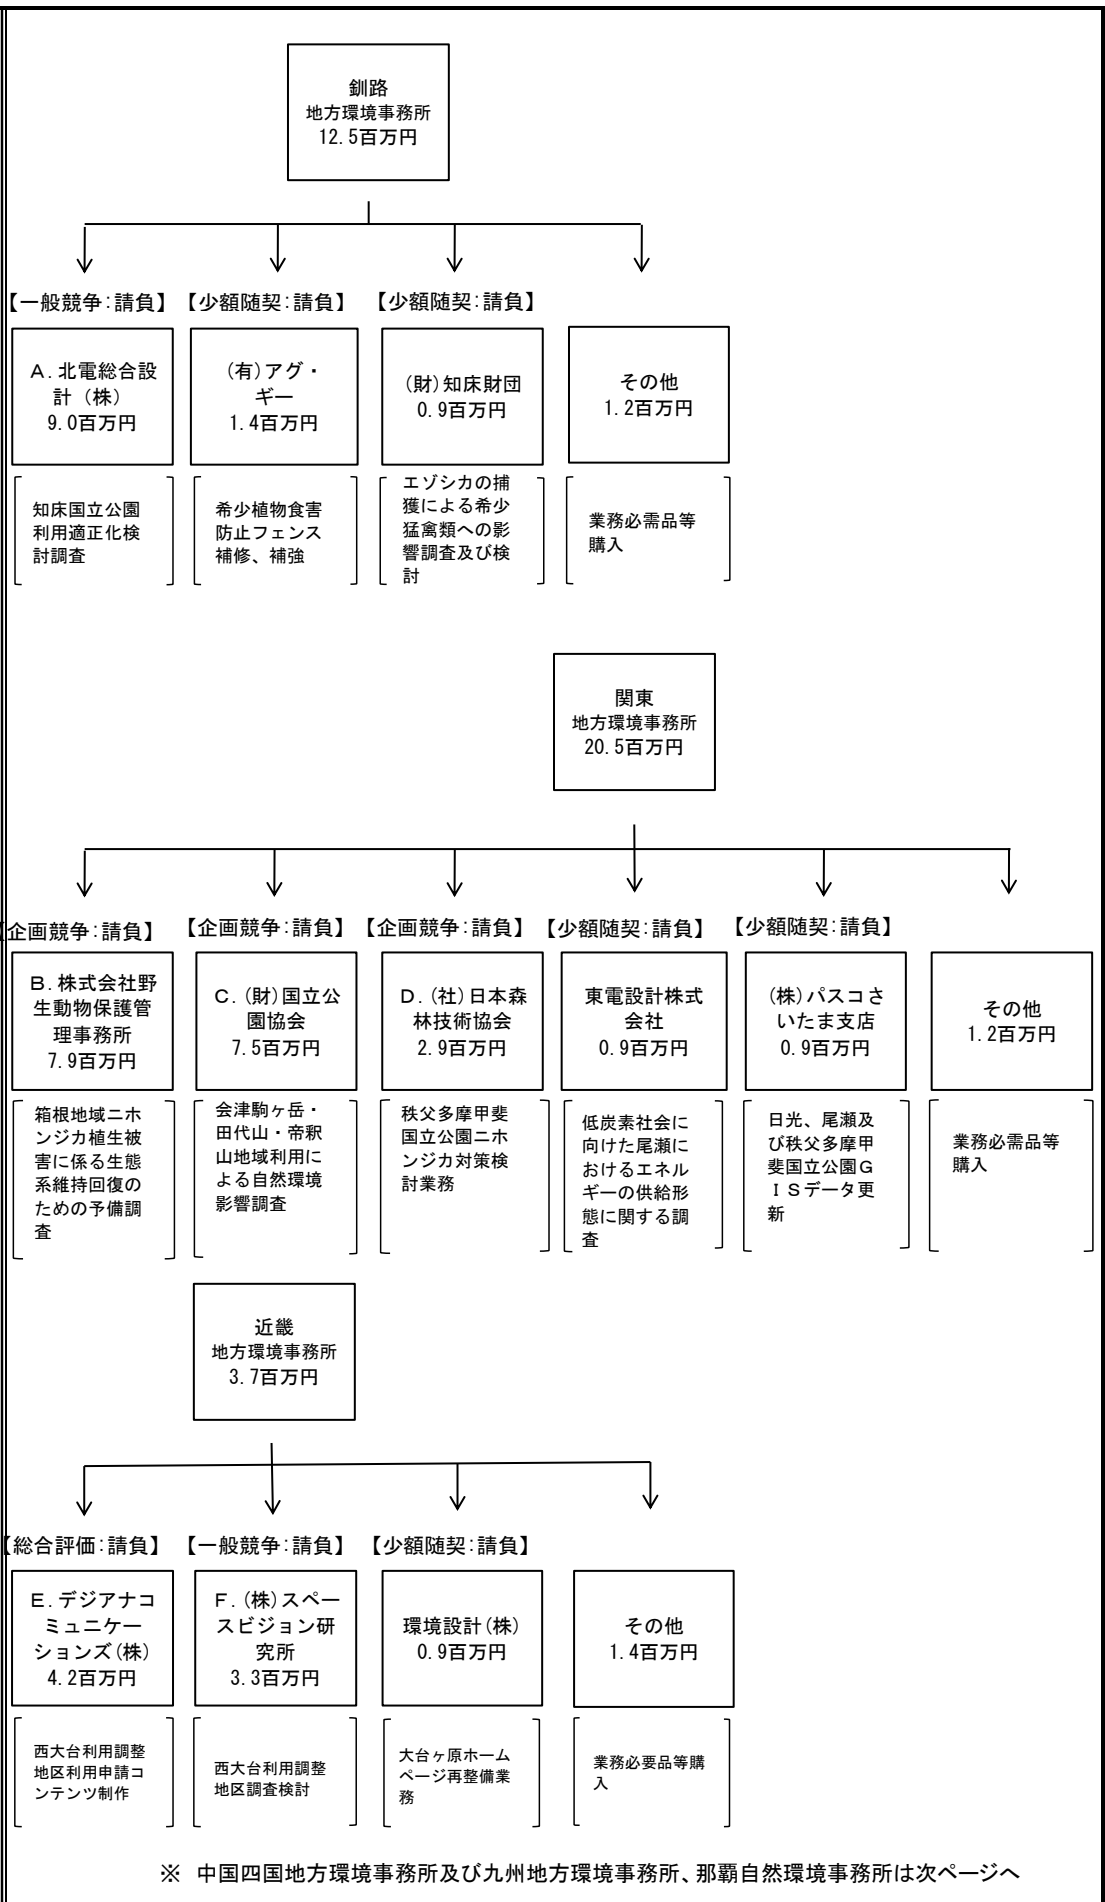 釧路
地方環境事務所
12.5百万円
【一般競争:請負】
【少額随契:請負】
【少額随契:請負】
A.北電総合設
計（株）
9.0百万円
(有)アグ・
ギー
1.4百万円
(財)知床財団
0.9百万円
その他
1.2百万円
知床国立公園
利用適正化検
討調査
希少植物食害
防止フェンス
補修、補強
エゾシカの捕
獲による希少
猛禽類への影
響調査及び検
討
業務必需品等
購入
関東
地方環境事務所
20.5百万円
【企画競争:請負】
【企画競争:請負】
【企画競争:請負】
【少額随契:請負】
【少額随契:請負】
B.株式会社野
生動物保護管
理事務所
7.9百万円
C.(財)国立公
園協会
7.5百万円
D.(社)日本森
林技術協会
2.9百万円
東電設計株式
会社
0.9百万円
(株)パスコさ
いたま支店
0.9百万円
その他
1.2百万円
箱根地域ニホ
ンジカ植生被
害に係る生態
系維持回復の
ための予備調
査
会津駒ヶ岳・
田代山・帝釈
山地域利用に
よる自然環境
影響調査
秩父多摩甲斐
国立公園ニホ
ンジカ対策検
討業務
低炭素社会に
向けた尾瀬に
おけるエネル
ギーの供給形
態に関する調
査
日光、尾瀬及
び秩父多摩甲
斐国立公園G
ISデータ更
新
業務必需品等
購入
近畿
地方環境事務所
3.7百万円
【総合評価:請負】
【一般競争:請負】
【少額随契:請負】
E.デジアナコ
ミュニケー
ションズ(株)
4.2百万円
F.(株)スペー
スビジョン研
究所
3.3百万円
環境設計(株)
0.9百万円
その他
1.4百万円
西大台利用調整
地区利用申請コ
ンテンツ制作
西大台利用調整
地区調査検討
大台ヶ原ホーム
ページ再整備業
務
業務必要品等購
入
※ 中国四国地方環境事務所及び九州地方環境事務所、那覇自然環境事務所は次ページへ